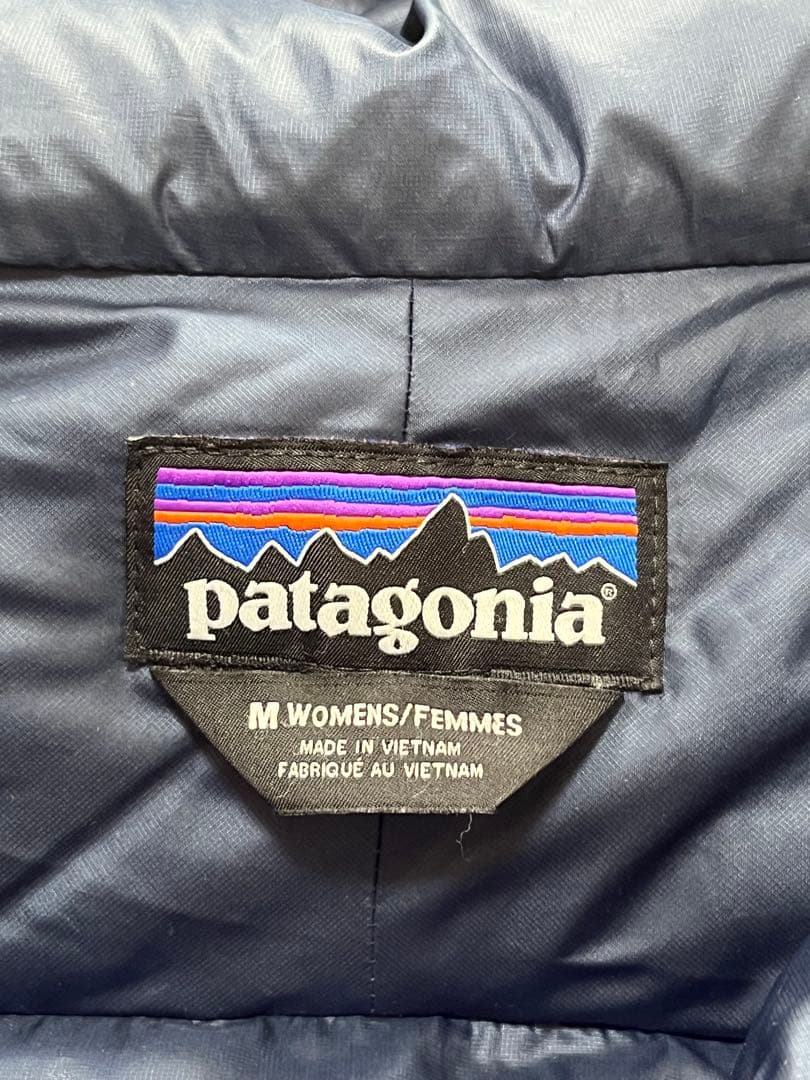 patagonia®
M WOMENS/FEMMES
MADE IN VIETNAM
FABRIQUÉ AU VIETNAM